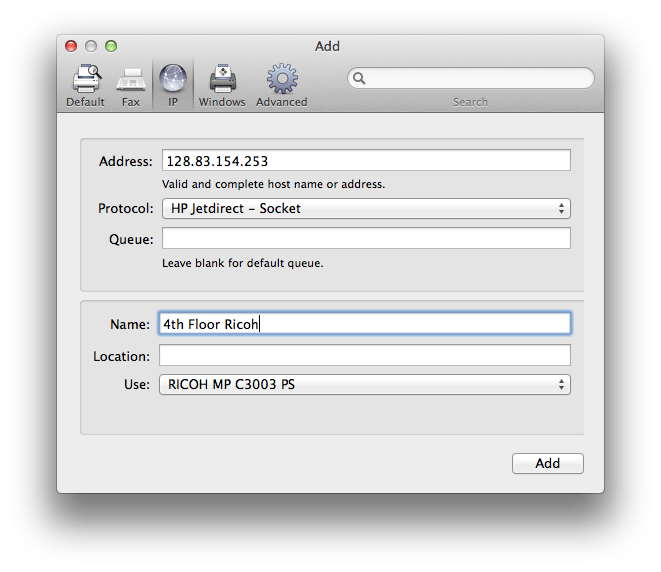 Add
Default Fax IP Windows Advanced
Search
Address: 128.83.154.253
Valid and complete host name or address.
Protocol: HP Jetdirect – Socket
Queue:
Leave blank for default queue.
Name: 4th Floor Ricoh
Location:
Use: RICOH MP C3003 PS
Add